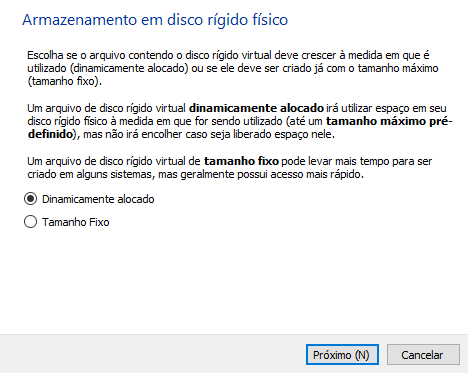 Armazenamento em disco rígido físico
Escolha se o arquivo contendo o disco rígido virtual deve crescer à medida em que é
utilizado (dinamicamente alocado) ou se ele deve ser criado já com o tamanho máximo
(tamanho fixo).
Um arquivo de disco rígido virtual dinamicamente alocado irá utilizar espaço em seu
disco rígido físico à medida em que for sendo utilizado (até um tamanho máximo pré-
definido), mas não irá encolher caso seja liberado espaço nele.
Um arquivo de disco rígido virtual de tamanho fixo pode levar mais tempo para ser
criado em alguns sistemas, mas geralmente possui acesso mais rápido.
Dinamicamente alocado
Tamanho Fixo
Próximo (N)
Cancelar